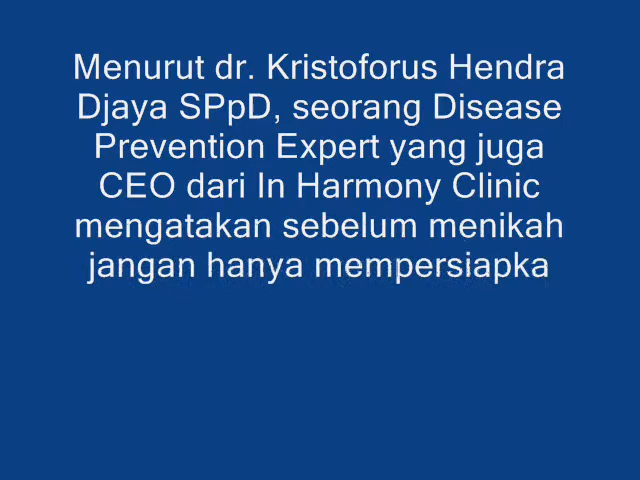 Menurut dr. Kristoforus Hendra
Djaya SPpD, seorang Disease
Prevention Expert yang juga
CEO dari In Harmony Clinic
mengatakan sebelum menikah
jangan hanya mempersiapka